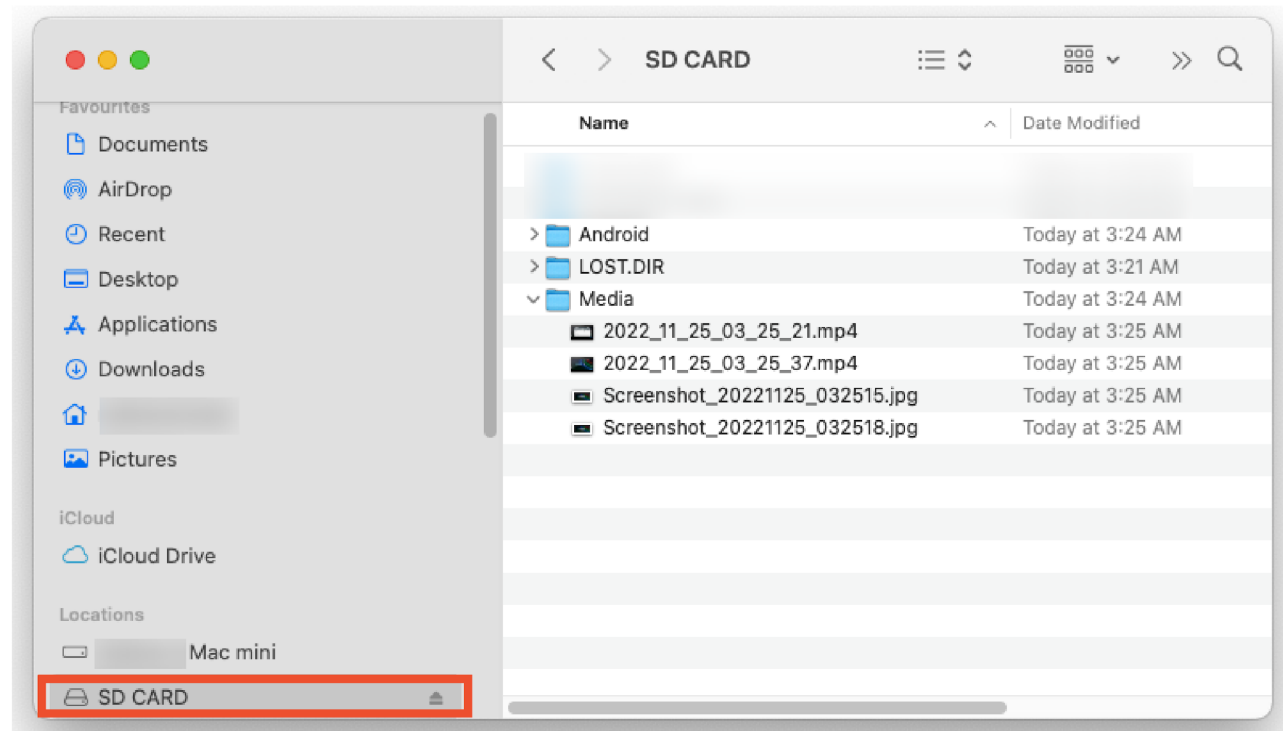 SD CARD
Favourites
Documents
AirDrop
Recent
Desktop
Applications
Downloads
Pictures
iCloud
iCloud Drive
Locations
Mac mini
SD CARD
Name Date Modified
Android Today at 3:24 AM
LOST.DIR Today at 3:21 AM
Media Today at 3:24 AM
2022_11_25_03_25_21.mp4 Today at 3:25 AM
2022_11_25_03_25_37.mp4 Today at 3:25 AM
Screenshot_20221125_032515.jpg Today at 3:25 AM
Screenshot_20221125_032518.jpg Today at 3:25 AM